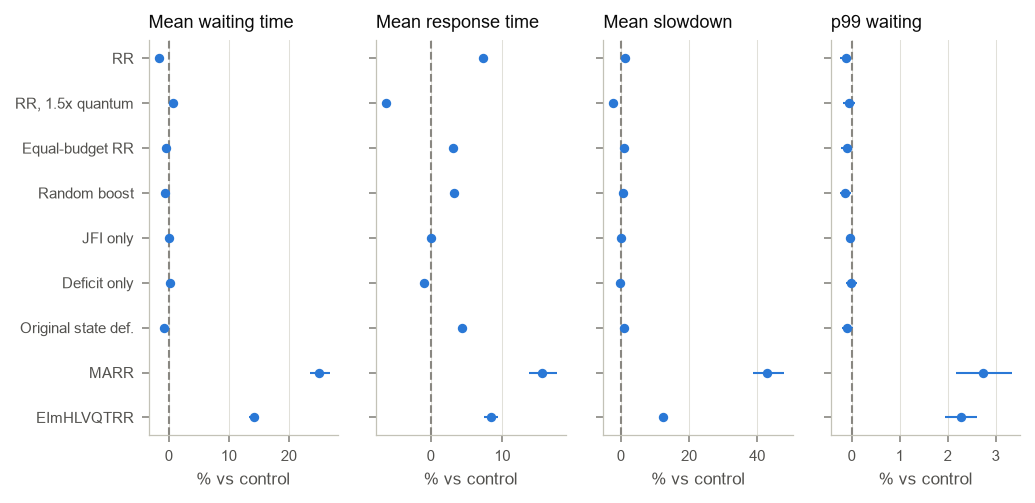 Mean waiting time
Mean response time
Mean slowdown
p99 waiting
RR
RR, 1.5x quantum
Equal-budget RR
Random boost
JFI only
Deficit only
Original state def.
MARR
EImHLVQTRR
0 10 20
0 10
0 20 40
0 1 2 3
% vs control
% vs control
% vs control
% vs control